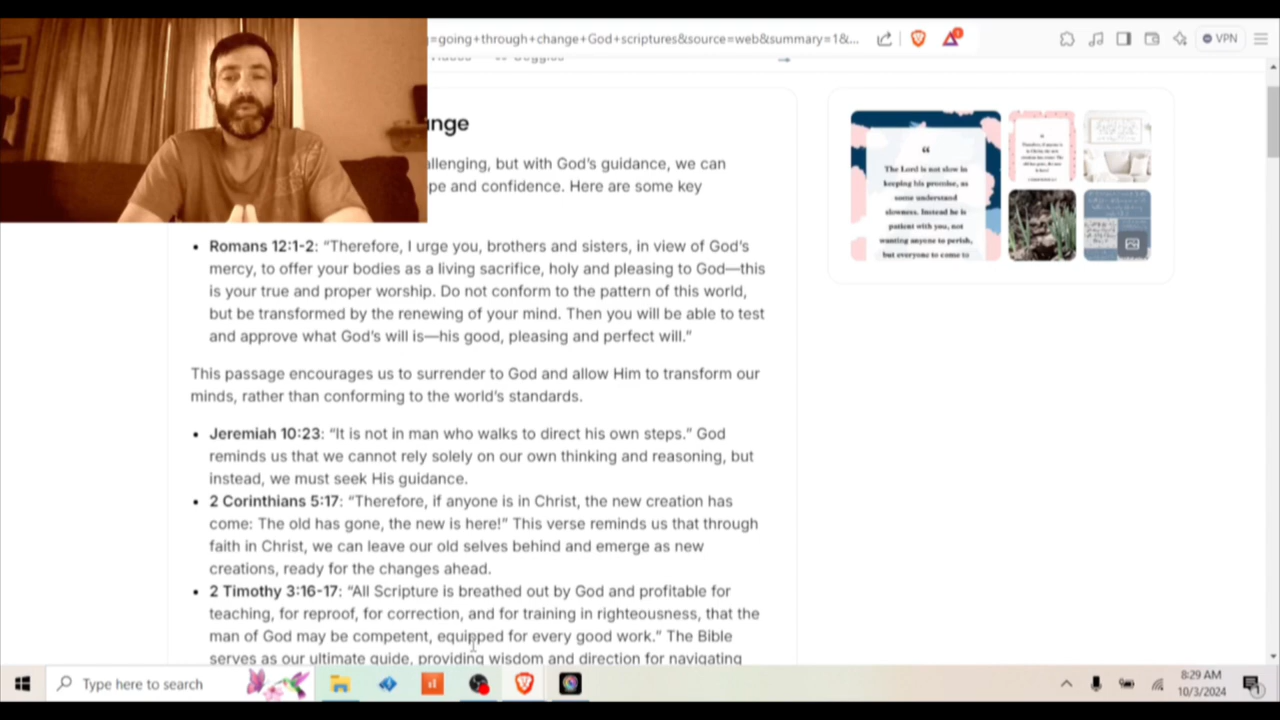 =going+through+change+God+scriptures&source=web&summary=1&...
VPN
nge
allenging, but with God's guidance, we can
pe and confidence. Here are some key
• Romans 12:1-2: “Therefore, I urge you, brothers and sisters, in view of God’s
mercy, to offer your bodies as a living sacrifice, holy and pleasing to God—this
is your true and proper worship. Do not conform to the pattern of this world,
but be transformed by the renewing of your mind. Then you will be able to test
and approve what God’s will is—his good, pleasing and perfect will.”
This passage encourages us to surrender to God and allow Him to transform our
minds, rather than conforming to the world’s standards.
• Jeremiah 10:23: “It is not in man who walks to direct his own steps.” God
reminds us that we cannot rely solely on our own thinking and reasoning, but
instead, we must seek His guidance.
• 2 Corinthians 5:17: “Therefore, if anyone is in Christ, the new creation has
come: The old has gone, the new is here!” This verse reminds us that through
faith in Christ, we can leave our old selves behind and emerge as new
creations, ready for the changes ahead.
• 2 Timothy 3:16-17: “All Scripture is breathed out by God and profitable for
teaching, for reproof, for correction, and for training in righteousness, that the
man of God may be competent, equipped for every good work.” The Bible
serves as our ultimate guide, providing wisdom and direction for navigating
“
The Lord is not slow in
keeping his promise, as
some understand
slowness. Instead he is
patient with you, not
wanting anyone to perish,
but everyone to come to
Type here to search
8:29 AM
10/3/2024